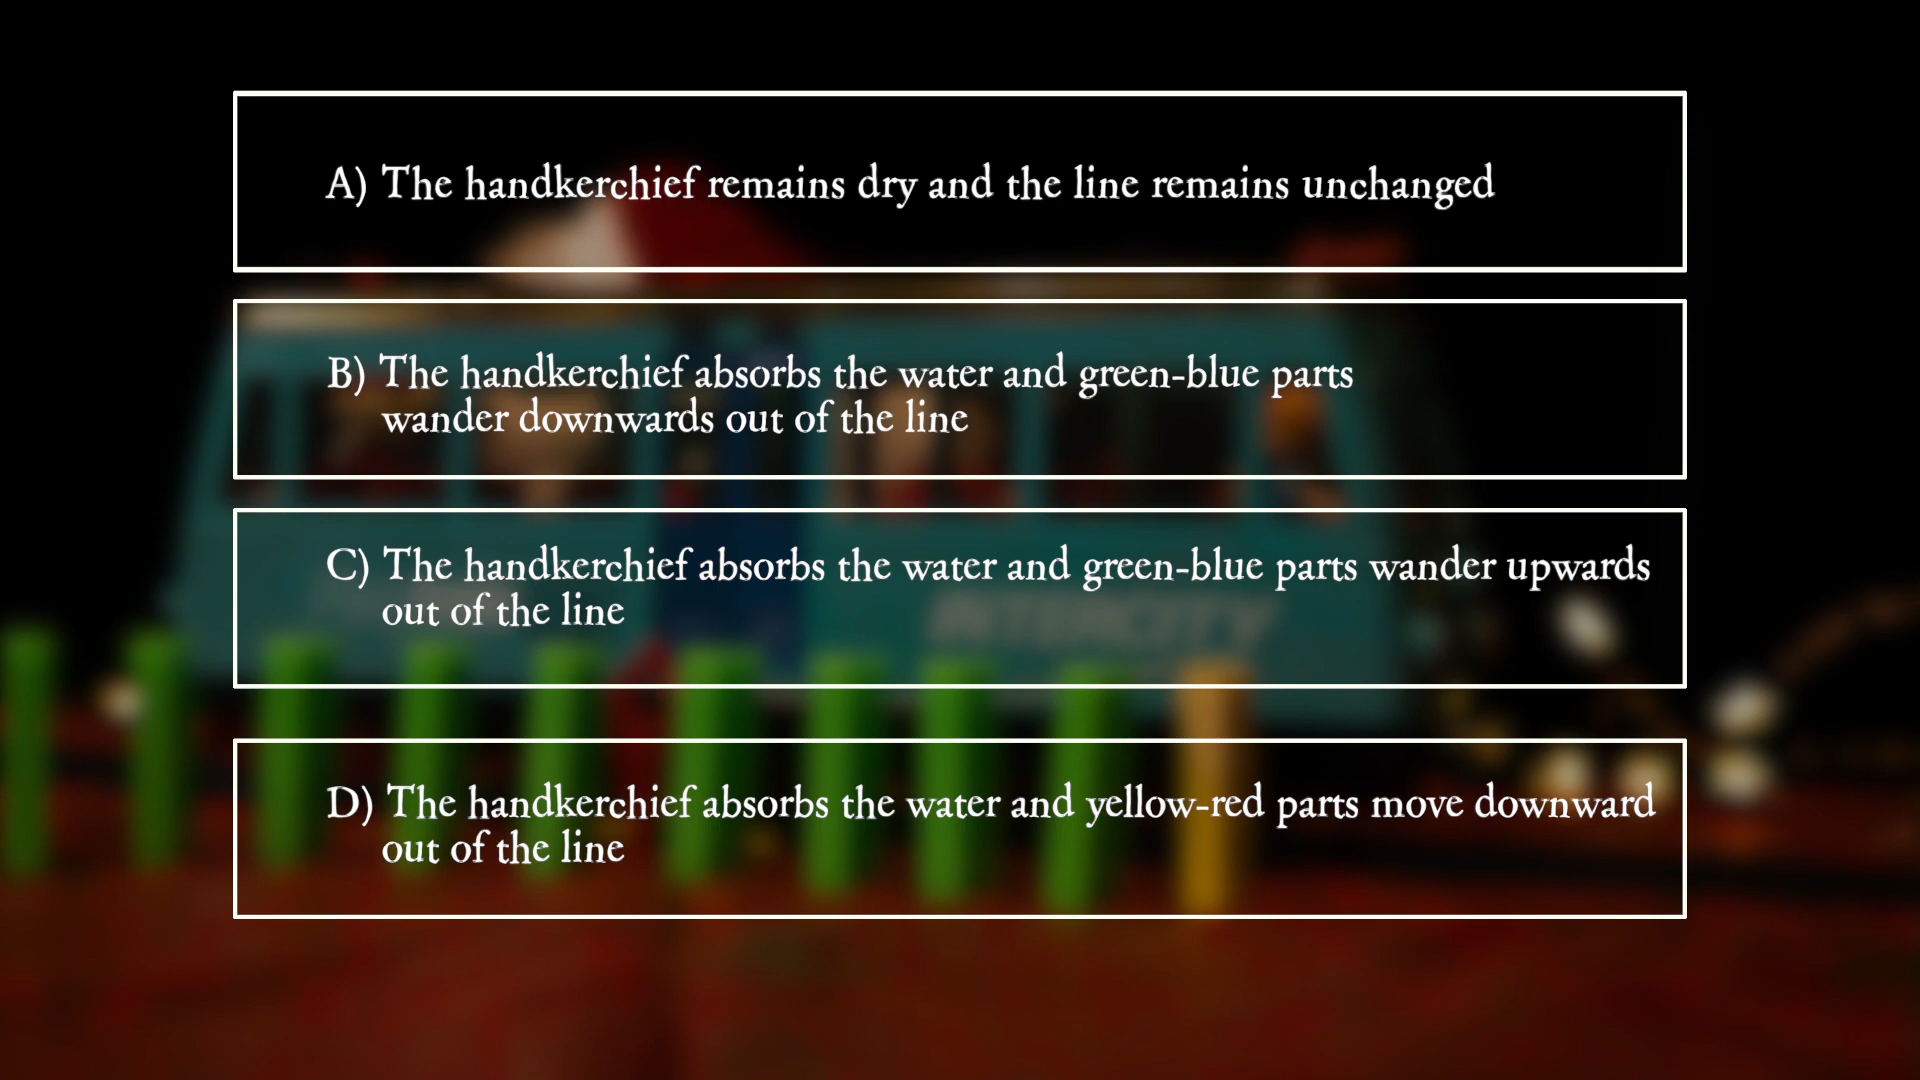 A) The handkerchief remains dry and the line remains unchanged
B) The handkerchief absorbs the water and green-blue parts
wander downwards out of the line
C) The handkerchief absorbs the water and green-blue parts wander upwards
out of the line
INTERCITY
D) The handkerchief absorbs the water and yellow-red parts move downward
out of the line